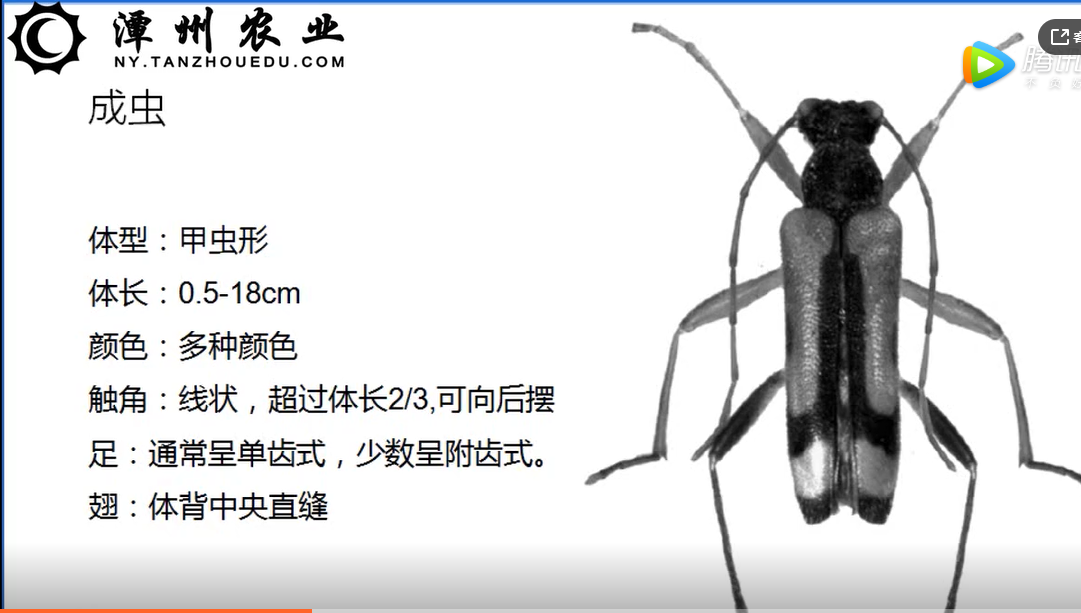 潭州农业
NY.TANZHOUEDU.COM
成虫
体型：甲虫形
体长：0.5-18cm
颜色：多种颜色
触角：线状，超过体长2/3,可向后摆
足：通常呈单齿式，少数呈附齿式。
翅：体背中央直缝
腾讯